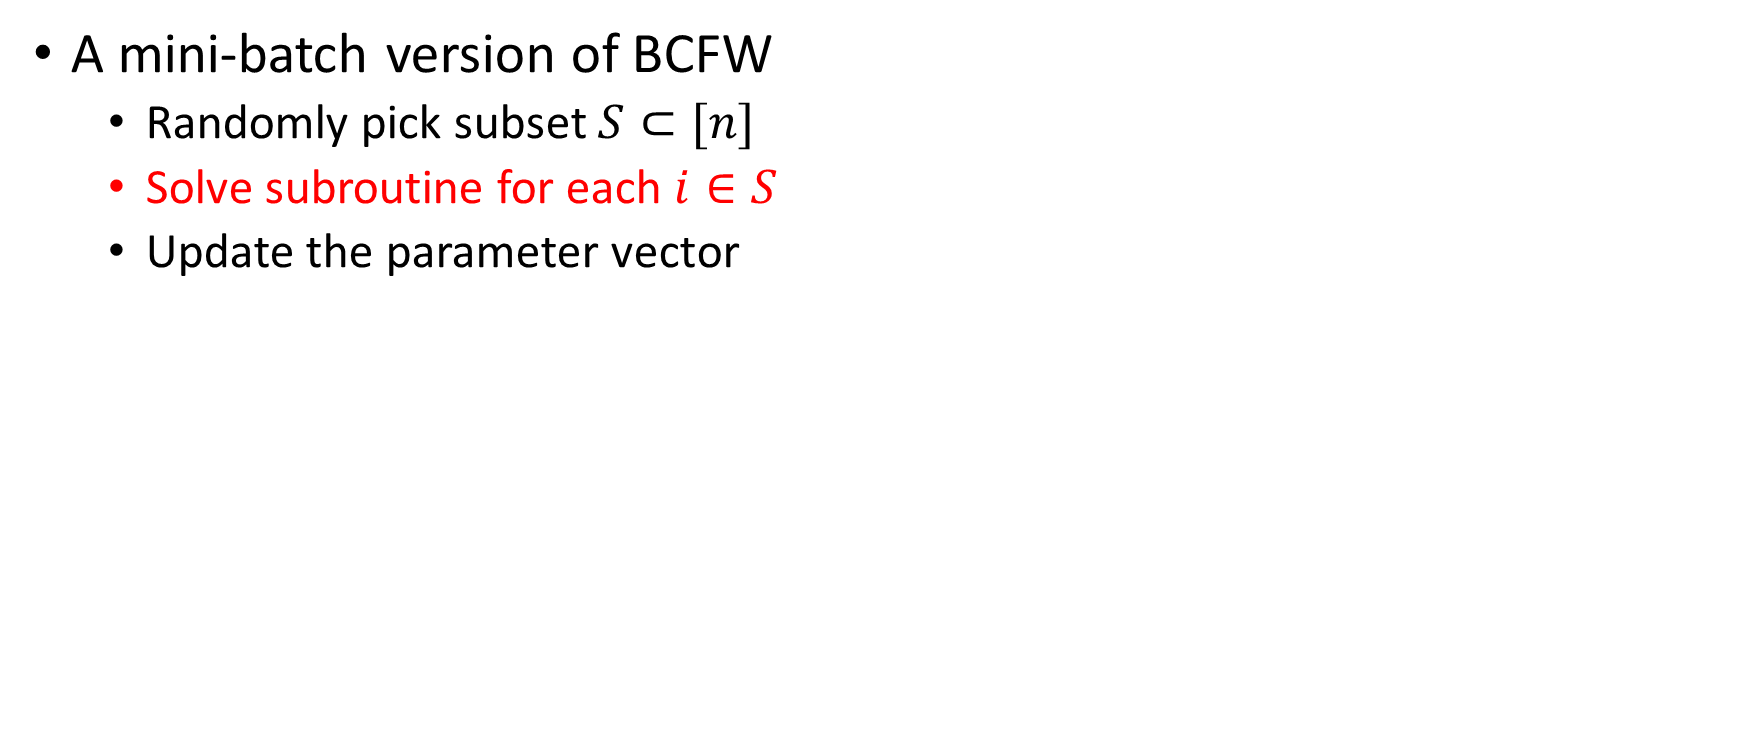 • A mini-batch version of BCFW
• Randomly pick subset S ⊂ [n]
• Solve subroutine for each i ∈ S
• Update the parameter vector